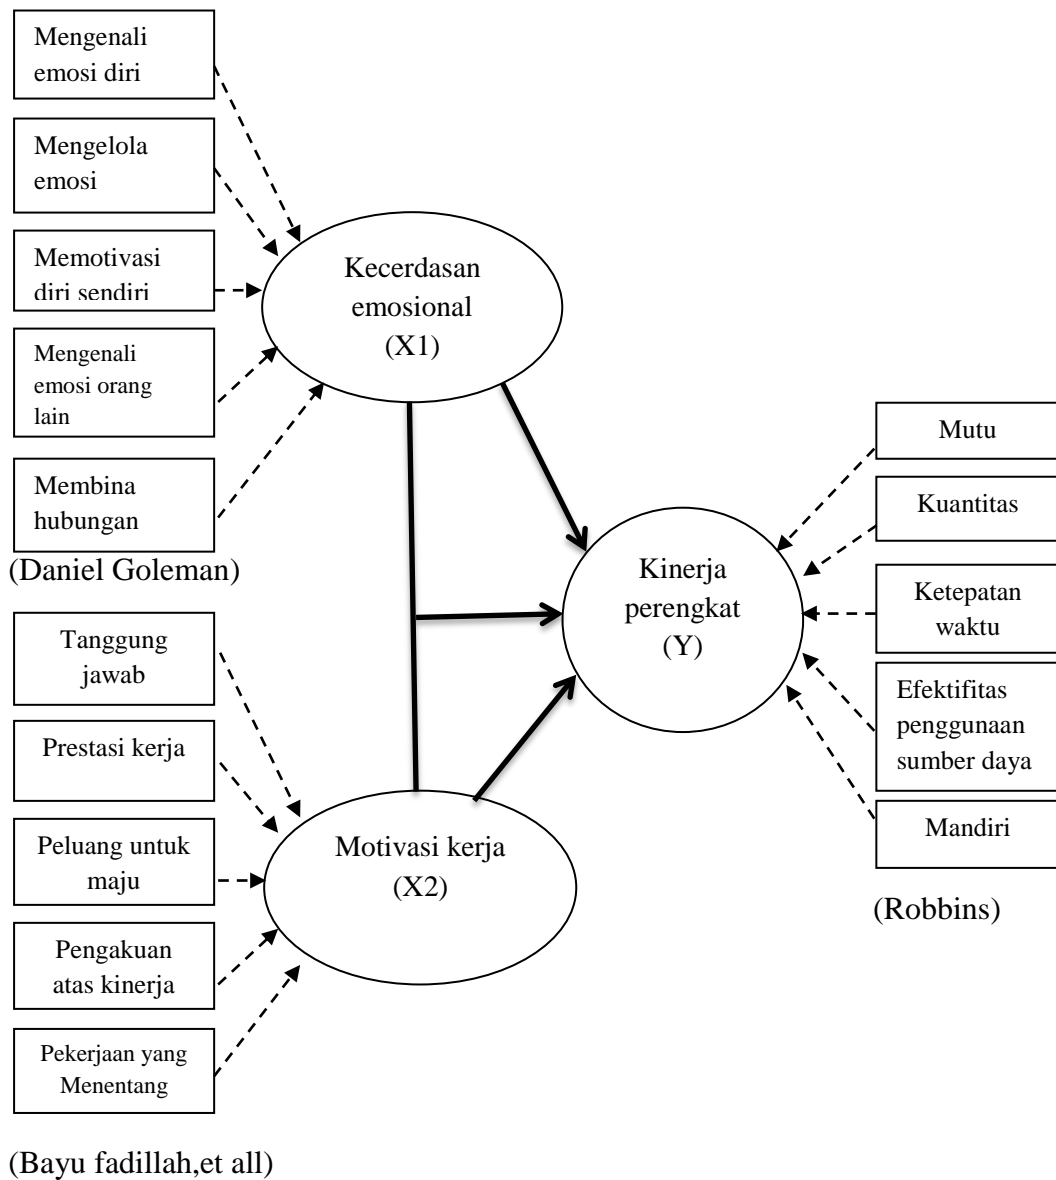 Mengenali
emosi diri
Mengelola
emosi
Memotivasi
diri sendiri
Mengenali
emosi orang
lain
Membina
hubungan
(Daniel Goleman)
Kecerdasan
emosional
(X1)
Tanggung
jawab
Prestasi kerja
Peluang untuk
maju
Pengakuan
atas kinerja
Pekerjaan yang
Menentang
(Bayu fadillah,et all)
Motivasi kerja
(X2)
Kinerja
perengkat
(Y)
Mutu
Kuantitas
Ketepatan
waktu
Efektifitas
penggunaan
sumber daya
Mandiri
(Robbins)